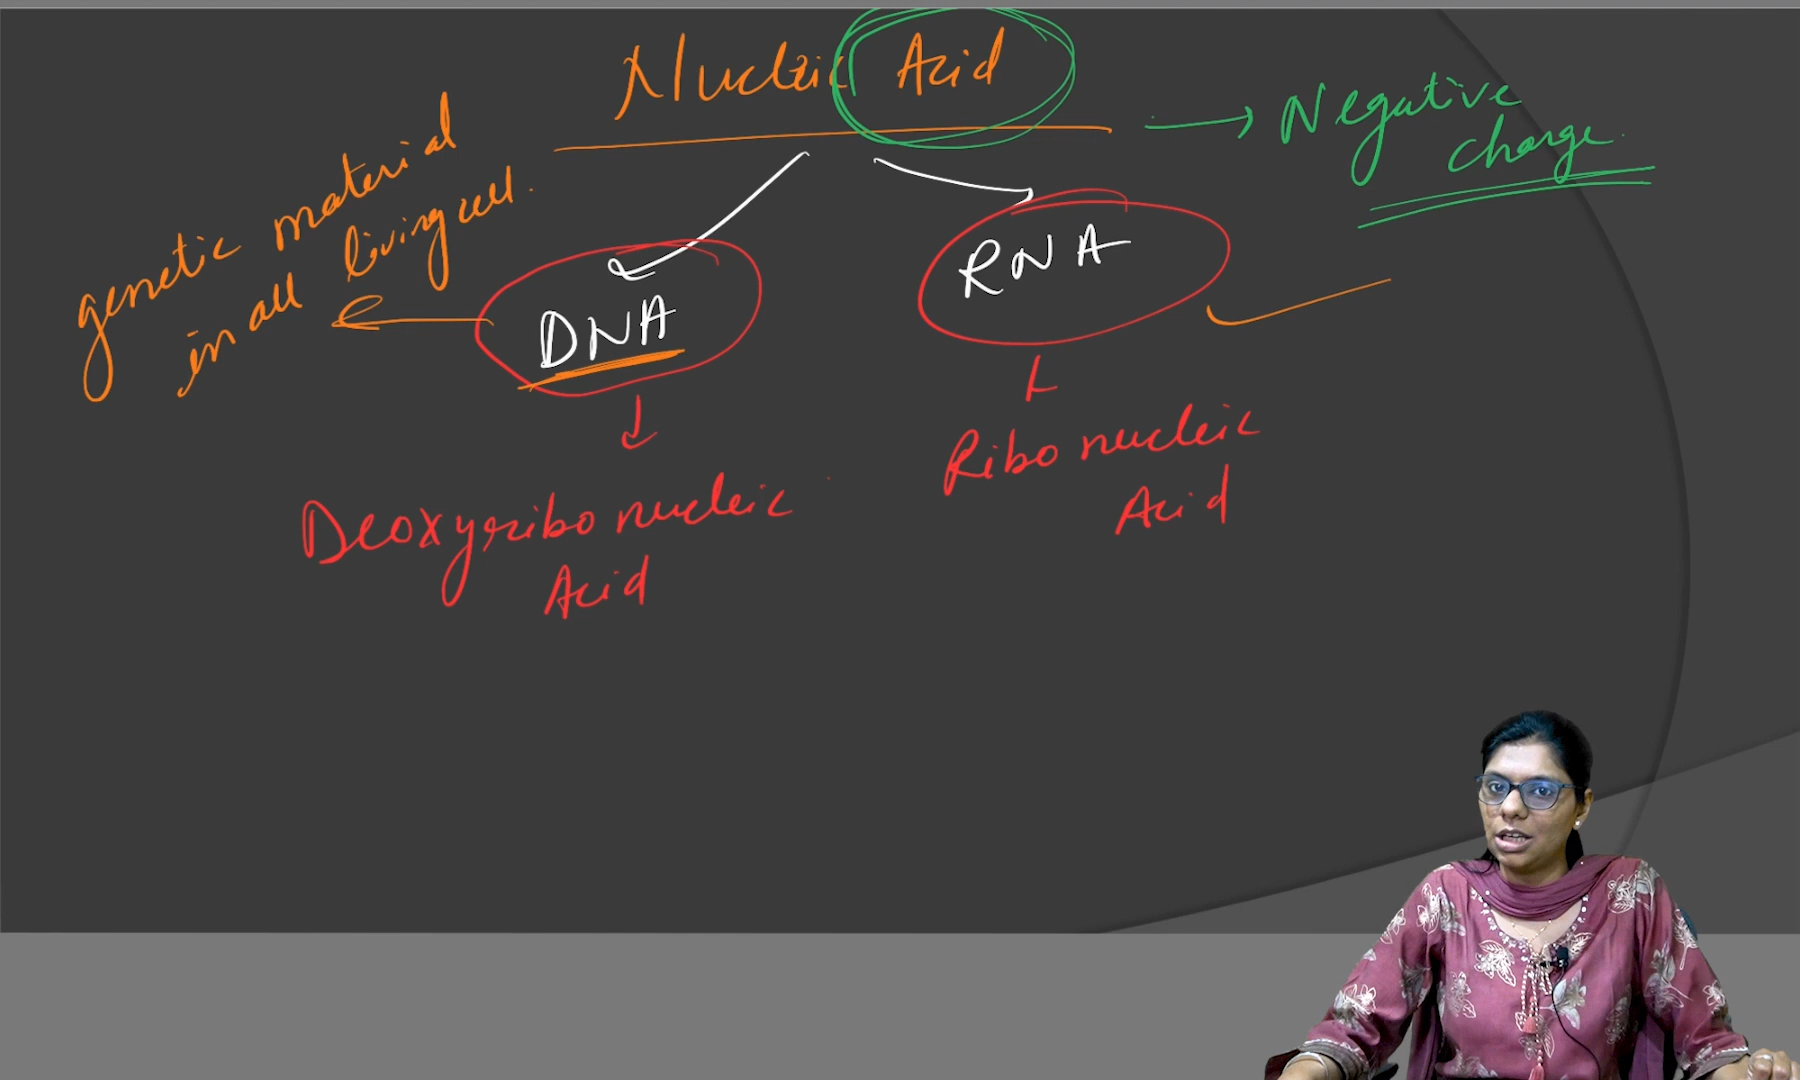 Nucleic Acid
Negative
charge
genetic material
in all living cell.
DNA
RNA
Deoxyribo nucleic
Acid
Ribo nucleic
Acid